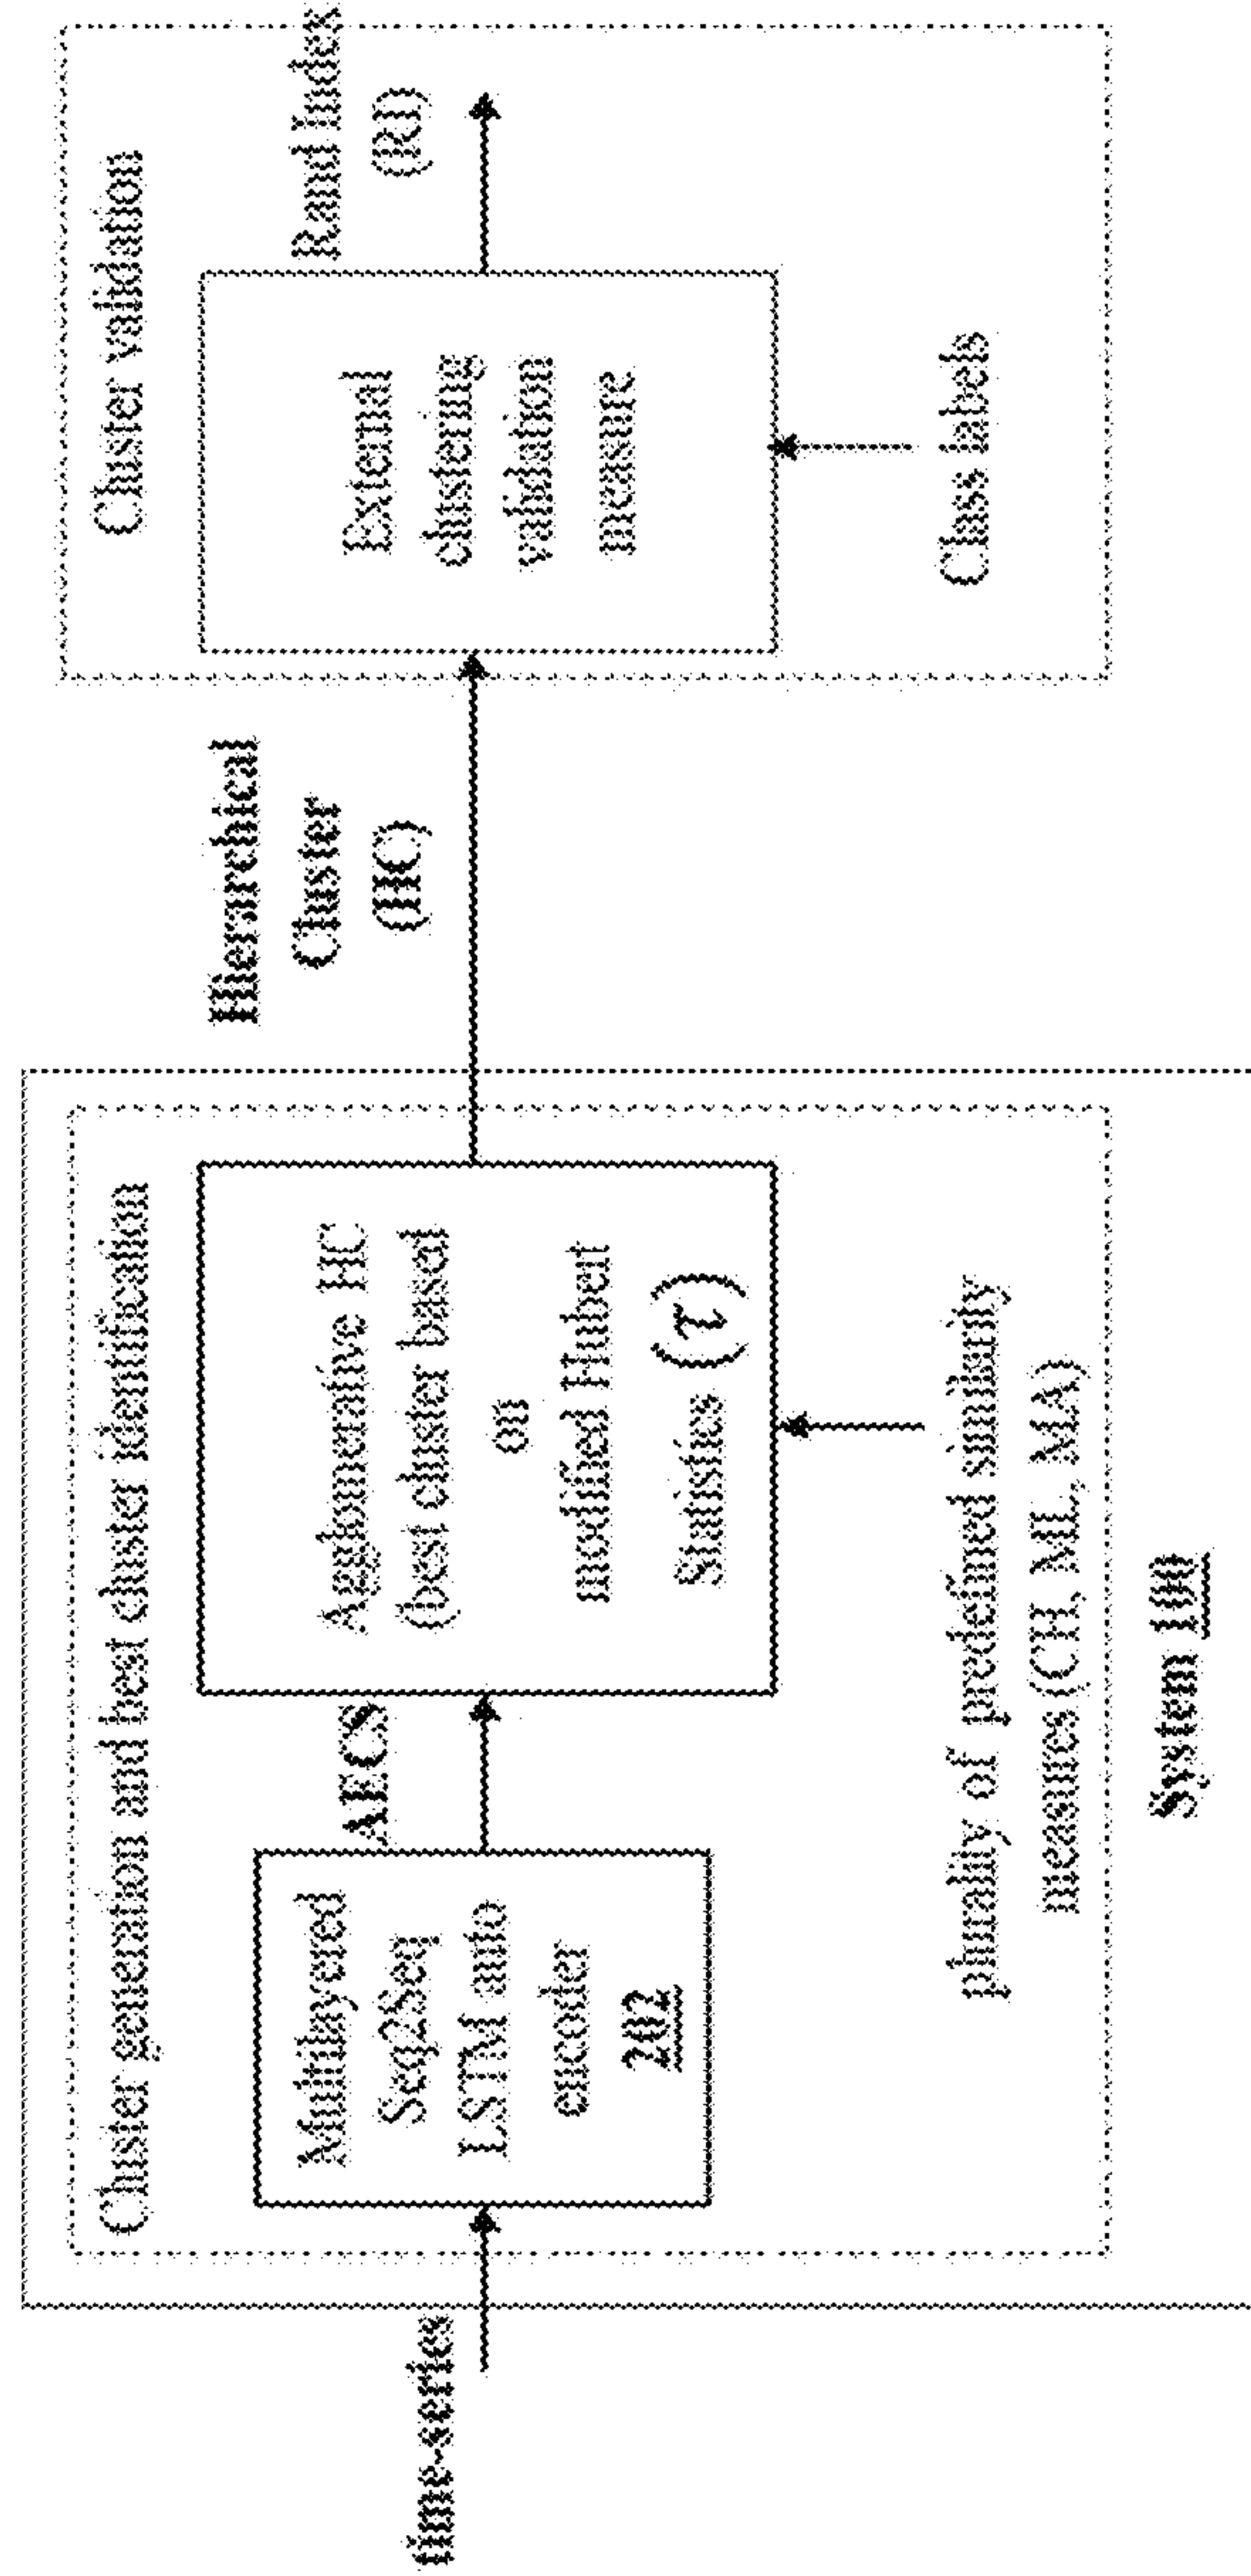 time-series
Cluster generation and best cluster identification
Multilayered
Seq2Seq
LSTM auto
encoder
202
AECS
Agglomerative HC
(best cluster based
on
modified Hubert
Statistics (τ)
plurality of predefined similarity
measures (CH, ML, MA)
System 100
Hierarchical
Cluster
(HC)
Cluster validation
External
clustering
validation
measure
Rand Index
(RI)
Class labels